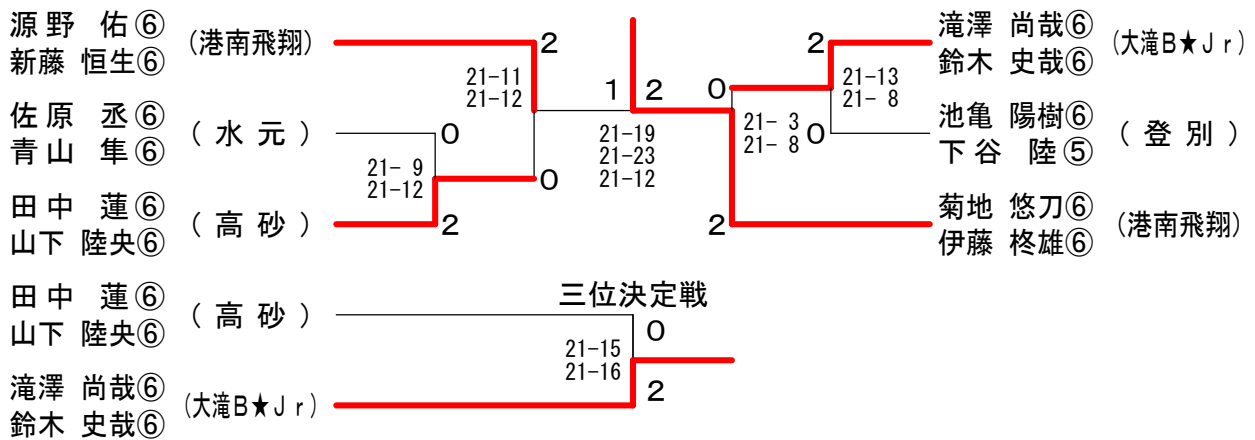 源野 佑⑥
新藤 恒生⑥
(港南飛翔)
2
21-11
21-12
佐原 丞⑥
青山 隼⑥
(水元)
0
21- 9
21-12
0
田中 蓮⑥
山下 陸央⑥
(高砂)
2
1 2
21-19
21-23
21-12
滝澤 尚哉⑥
鈴木 史哉⑥
(大滝B★Jr)
2
21-13
21- 8
0
21- 3
21- 8
池亀 陽樹⑥
下谷 陸⑤
(登別)
0
菊地 悠刀⑥
伊藤 柊雄⑥
(港南飛翔)
2
三位決定戦
田中 蓮⑥
山下 陸央⑥
(高砂)
0
21-15
21-16
滝澤 尚哉⑥
鈴木 史哉⑥
(大滝B★Jr)
2